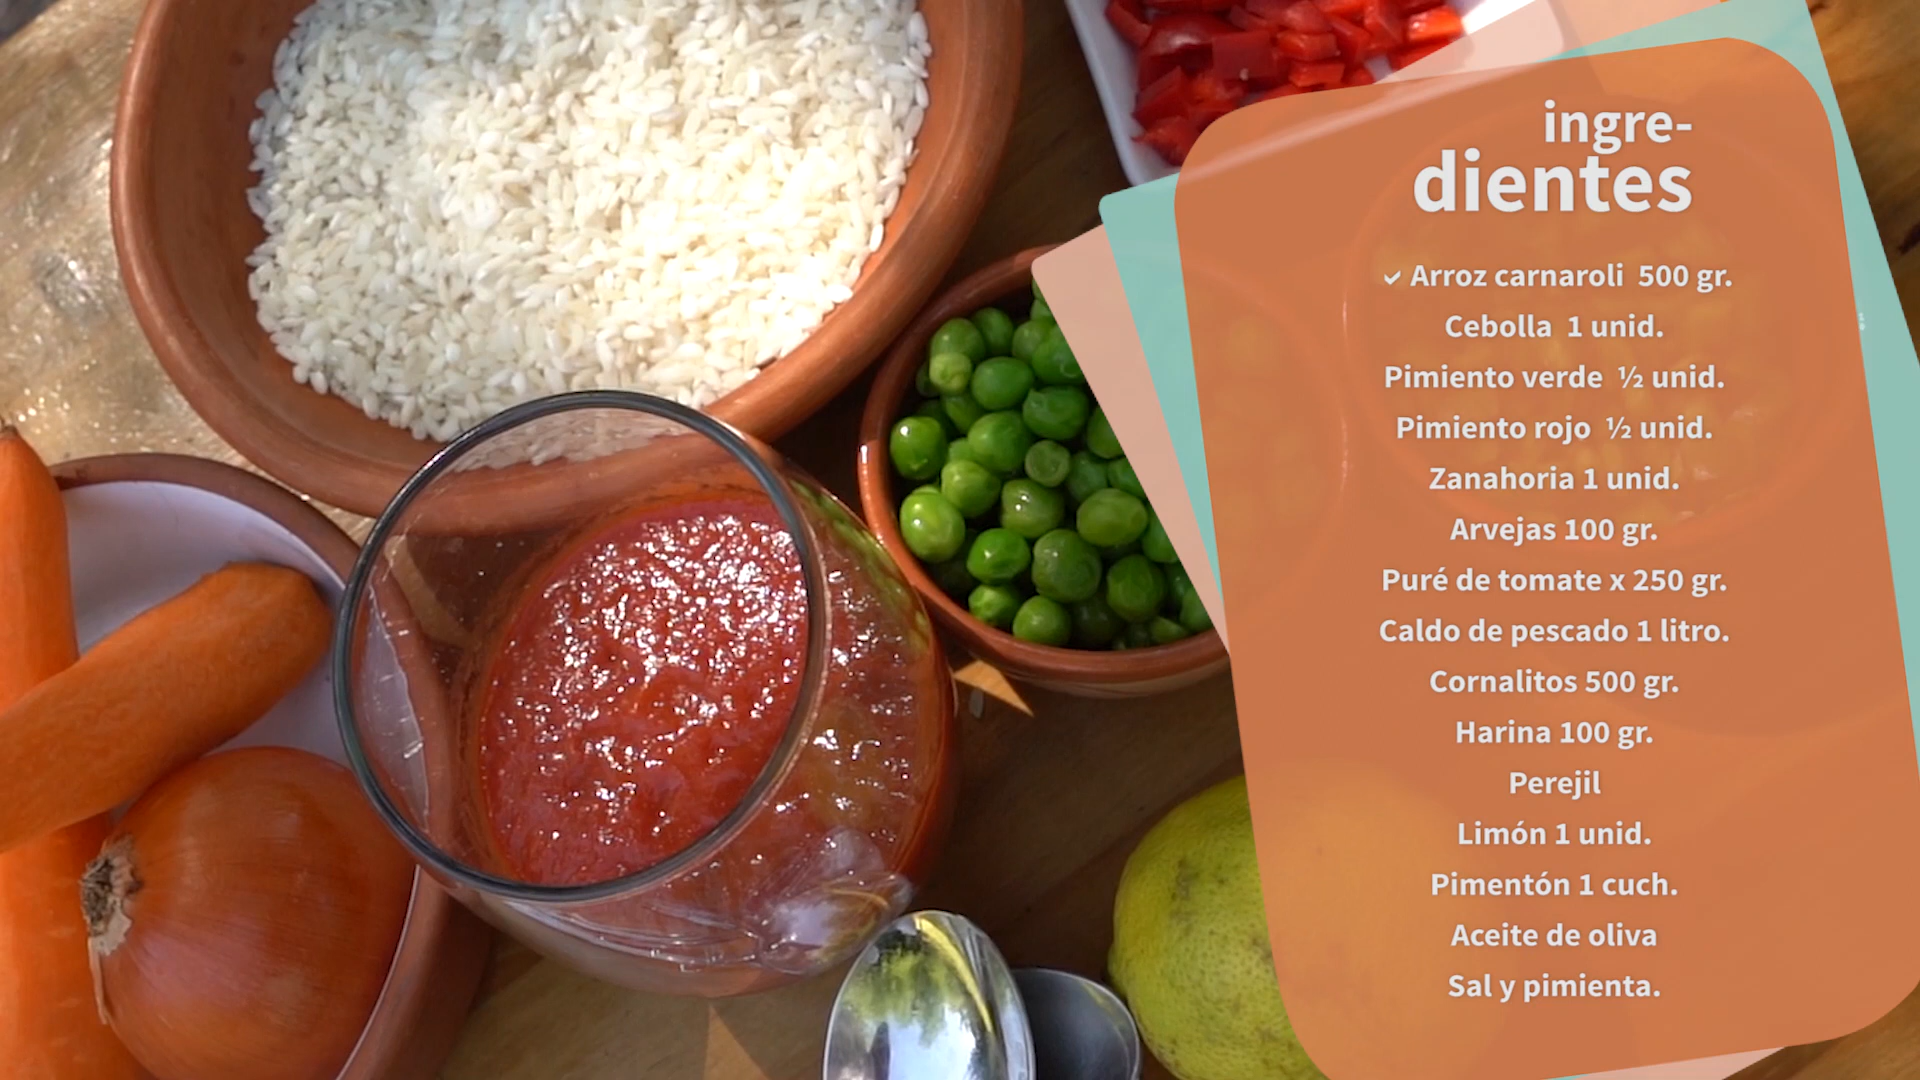 ingre-
dientes
✓ Arroz carnaroli 500 gr.
Cebolla 1 unid.
Pimiento verde ½ unid.
Pimiento rojo ½ unid.
Zanahoria 1 unid.
Arvejas 100 gr.
Puré de tomate x 250 gr.
Caldo de pescado 1 litro.
Cornalitos 500 gr.
Harina 100 gr.
Perejil
Limón 1 unid.
Pimentón 1 cuch.
Aceite de oliva
Sal y pimienta.